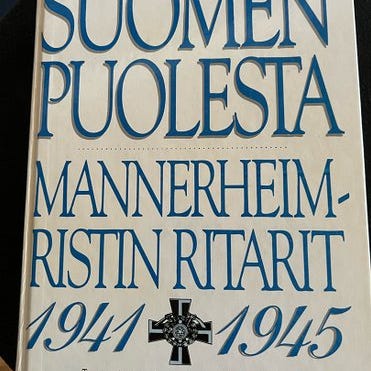 SUOMEN
PUOLESTA
MANNERHEIM-
RISTIN RITARIT
1941 1945